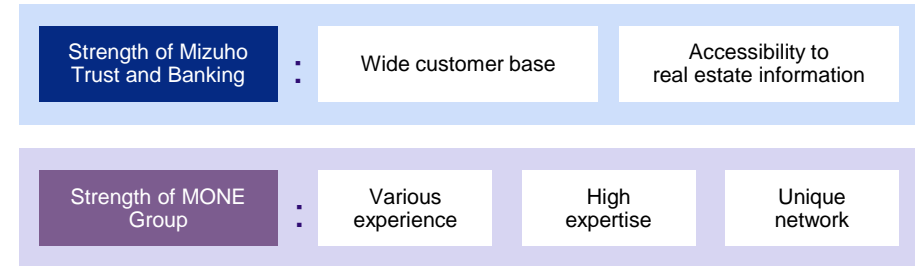 Strength of Mizuho
Trust and Banking
:
Wide customer base
Accessibility to
real estate information
Strength of MONE
Group
:
Various
experience
High
expertise
Unique
network